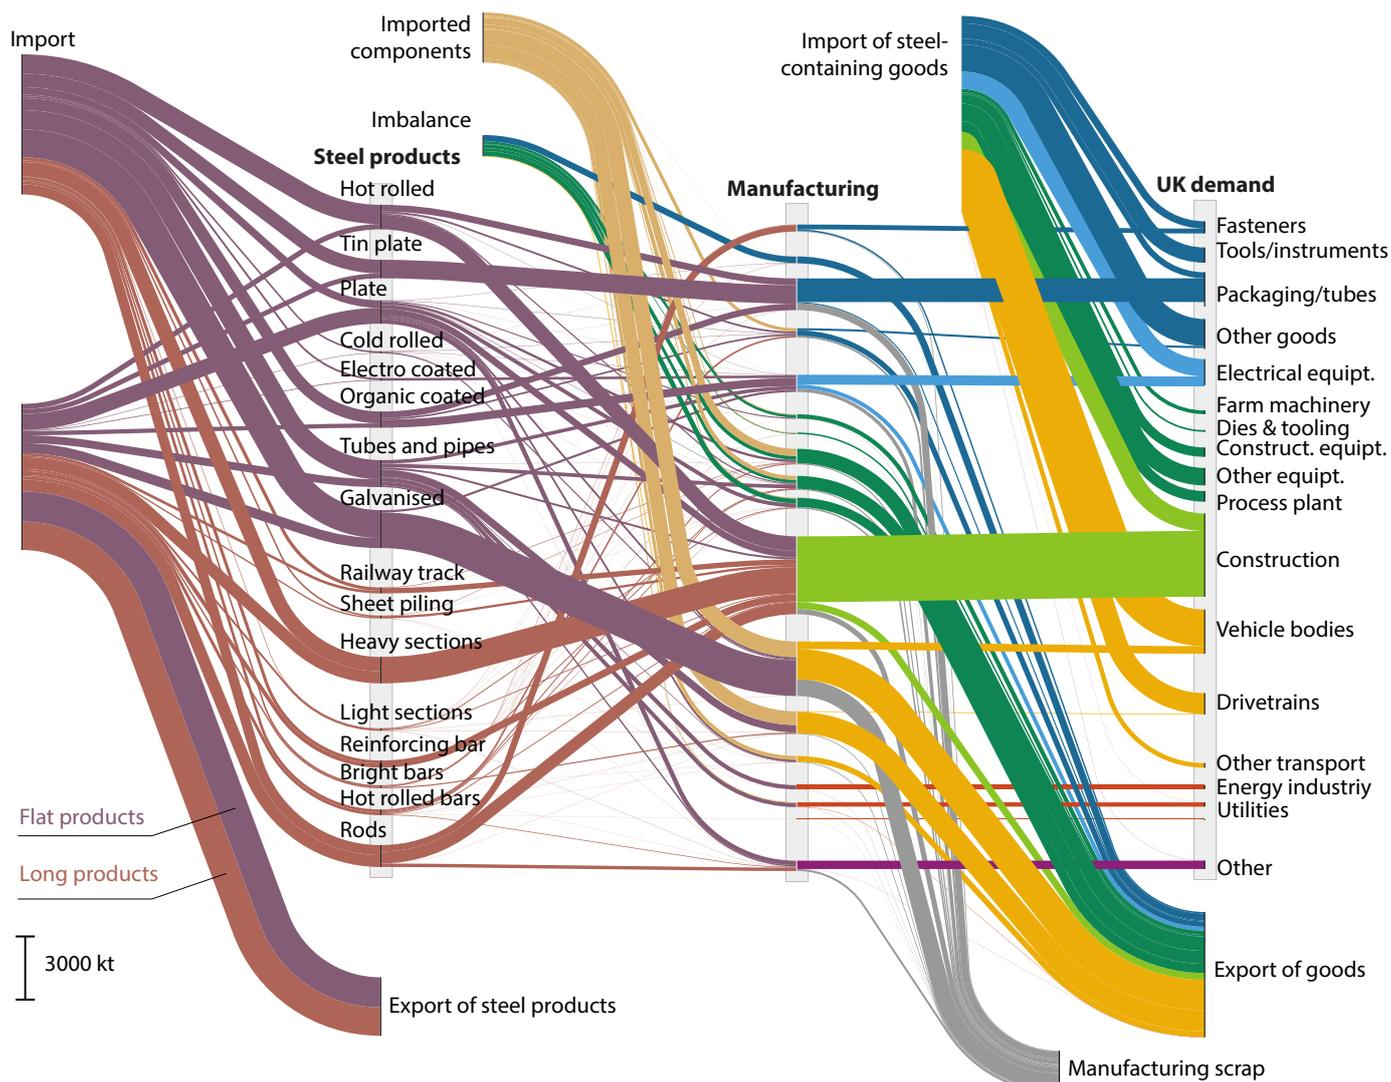 Import
Imported
components
Import of steel-
containing goods
Imbalance
Steel products
Manufacturing
UK demand
Hot rolled
Tin plate
Plate
Cold rolled
Electro coated
Organic coated
Tubes and pipes
Galvanised
Railway track
Sheet piling
Heavy sections
Light sections
Reinforcing bar
Bright bars
Hot rolled bars
Rods
Fasteners
Tools/instruments
Packaging/tubes
Other goods
Electrical equipt.
Farm machinery
Dies & tooling
Construct. equipt.
Other equipt.
Process plant
Construction
Vehicle bodies
Drivetrains
Other transport
Energy industriy
Utilities
Other
Flat products
Long products
3000 kt
Export of steel products
Export of goods
Manufacturing scrap